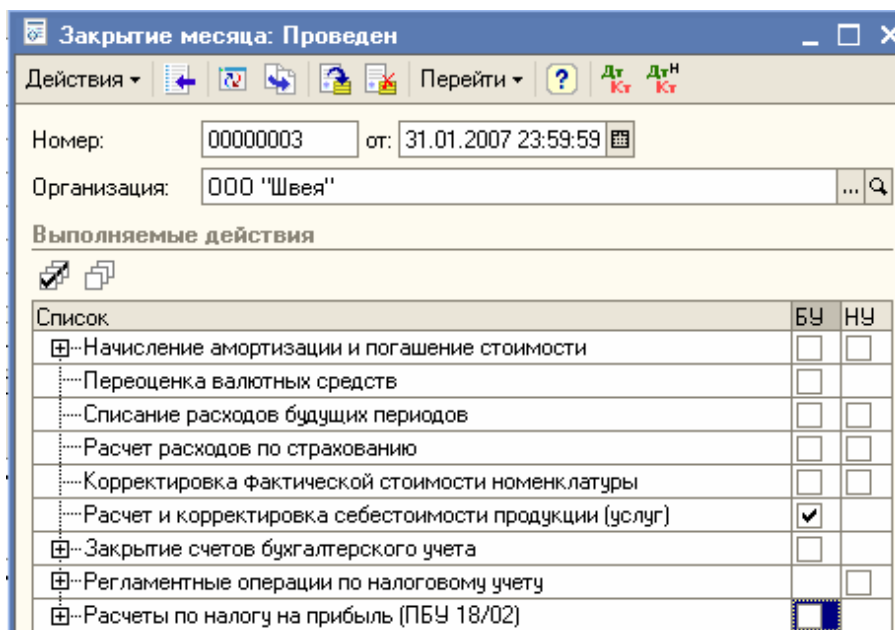 Закрытие месяца: Проведен
Действия Перейти ? Дт Кт Дт Н Кт
Номер: 00000003 от: 31.01.2007 23:59:59
Организация: ООО "Швея" ...
Выполняемые действия
Список БУ НУ
Начисление амортизации и погашение стоимости
Переоценка валютных средств
Списание расходов будущих периодов
Расчет расходов по страхованию
Корректировка фактической стоимости номенклатуры
Расчет и корректировка себестоимости продукции (услуг)
Закрытие счетов бухгалтерского учета
Регламентные операции по налоговому учету
Расчеты по налогу на прибыль (ПБУ 18/02)